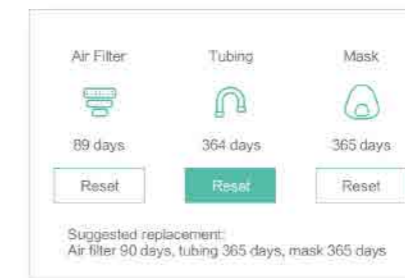 Air Filter Tubing Mask
89 days 364 days 365 days
Reset Reset Reset
Suggested replacement:
Air filter 90 days, tubing 365 days, mask 365 days